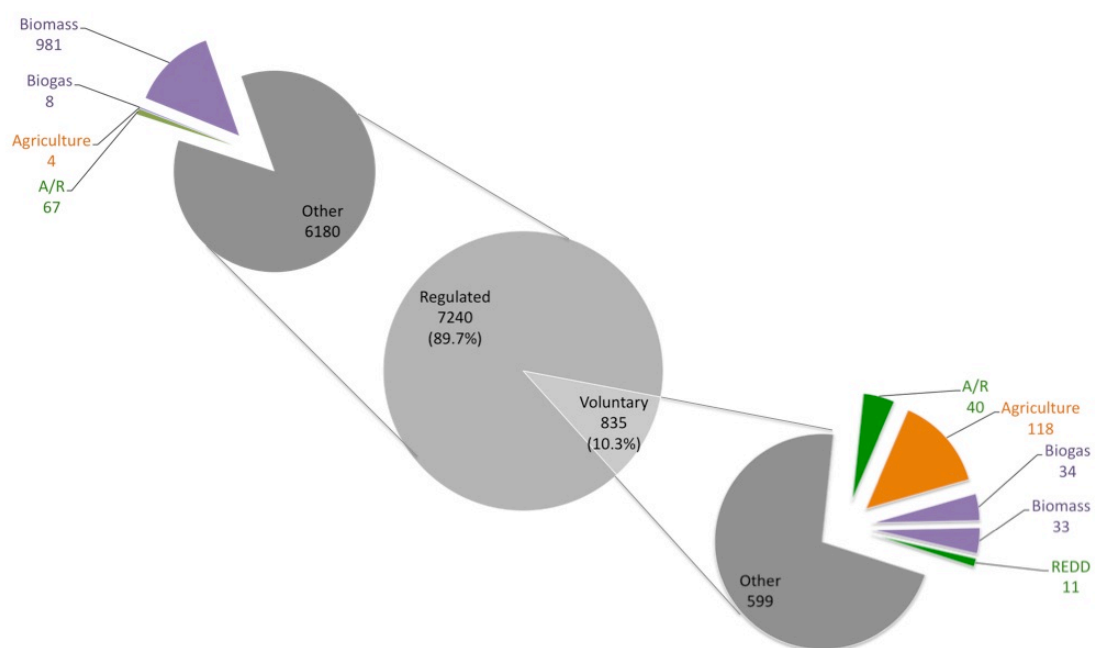 Biomass
981
Biogas
8
Agriculture
4
A/R
67
Other
6180
Regulated
7240
(89.7%)
Voluntary
835
(10.3%)
A/R
40
Agriculture
118
Biogas
34
Biomass
33
REDD
11
Other
599